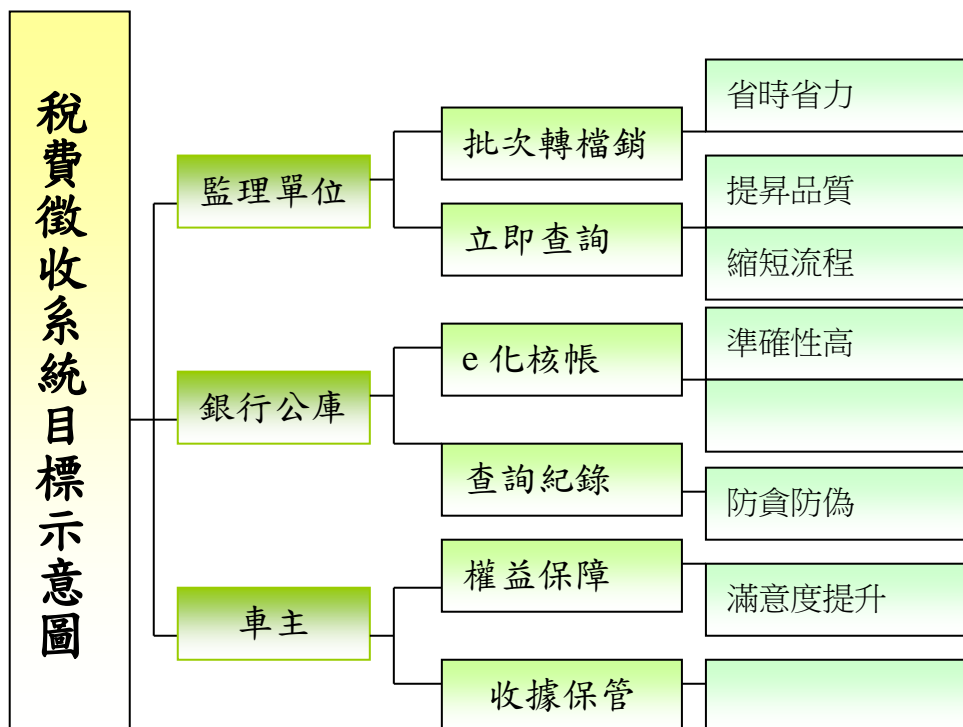 稅費徵收系統目標示意圖
監理單位
批次轉檔銷
省時省力
立即查詢
提昇品質
縮短流程
銀行公庫
e 化核帳
準確性高
查詢紀錄
防貪防偽
車主
權益保障
滿意度提升
收據保管